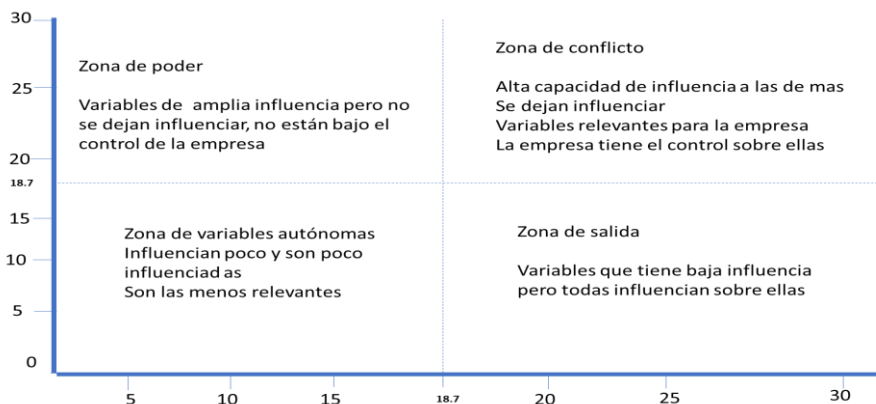 30
25
20
18.7
15
10
5
0
Zona de poder
Variables de amplia influencia pero no
se dejan influenciar, no están bajo el
control de la empresa
Zona de conflicto
Alta capacidad de influencia a las de mas
Se dejan influenciar
Variables relevantes para la empresa
La empresa tiene el control sobre ellas
Zona de variables autónomas
Influencian poco y son poco
influenciad as
Son las menos relevantes
Zona de salida
Variables que tiene baja influencia
pero todas influencian sobre ellas
5 10 15 18.7 20 25 30